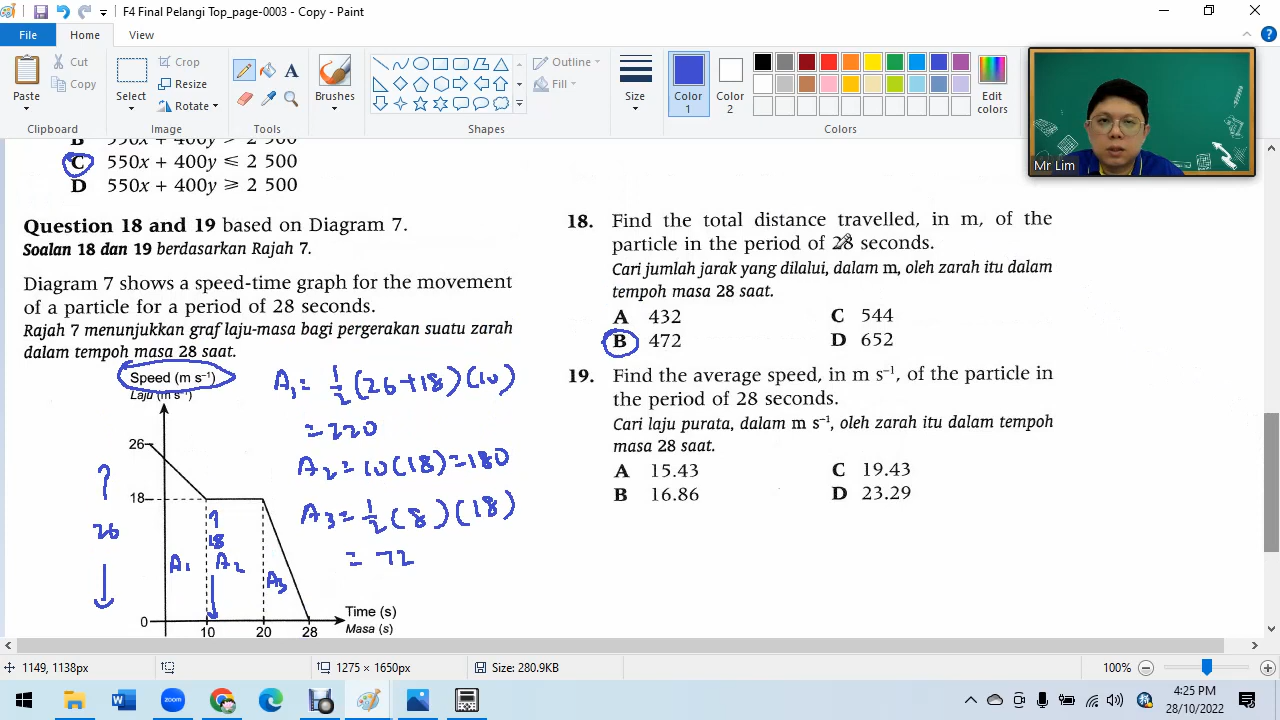 F4 Final Pelangi Top_page-0003 - Copy - Paint
File Home View
Paste
Cut
Copy
Clipboard
Select
Crop
Resize
Rotate
Image
A
Tools
Brushes
Shapes
Outline
Fill
Size
Color 1
Color 2
Edit colors
Colors
Mr Lim
B 550x + 400y > 2 500
C 550x + 400y ⩽ 2 500
D 550x + 400y ⩾ 2 500
Question 18 and 19 based on Diagram 7.
Soalan 18 dan 19 berdasarkan Rajah 7.
Diagram 7 shows a speed-time graph for the movement
of a particle for a period of 28 seconds.
Rajah 7 menunjukkan graf laju-masa bagi pergerakan suatu zarah
dalam tempoh masa 28 saat.
Speed (m s⁻¹)
Laju (m s⁻¹)
26
18
0
10 20 28
Time (s)
Masa (s)
26
18
A₁ A₂ A₃
A₁ = 1/2 (26+18)(10)
= 220
A₂ = 10(18) = 180
A₃ = 1/2 (8)(18)
= 72
18. Find the total distance travelled, in m, of the
particle in the period of 28 seconds.
Cari jumlah jarak yang dilalui, dalam m, oleh zarah itu dalam
tempoh masa 28 saat.
A 432 C 544
B 472 D 652
19. Find the average speed, in m s⁻¹, of the particle in
the period of 28 seconds.
Cari laju purata, dalam m s⁻¹, oleh zarah itu dalam tempoh
masa 28 saat.
A 15.43 C 19.43
B 16.86 D 23.29
1149, 1138px
1275 × 1650px
Size: 280.9KB
100%
zoom
4:25 PM
28/10/2022